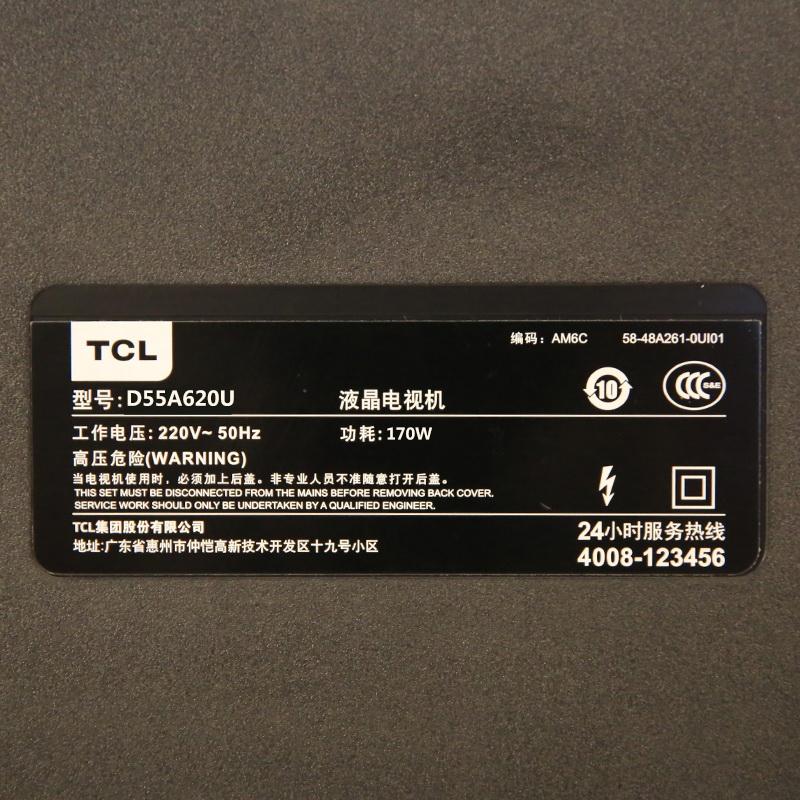 编码：AM6C 58-48A261-0UI01
TCL
型号：D55A620U 液晶电视机
10
CCC S&E
工作电压：220V~ 50Hz 功耗：170W
高压危险(WARNING)
当电视机使用时，必须加上后盖。非专业人员不准随意打开后盖。
THIS SET MUST BE DISCONNECTED FROM THE MAINS BEFORE REMOVING BACK COVER.
SERVICE WORK SHOULD ONLY BE UNDERTAKEN BY A QUALIFIED ENGINEER.
TCL集团股份有限公司
地址：广东省惠州市仲恺高新技术开发区十九号小区
24小时服务热线
4008-123456